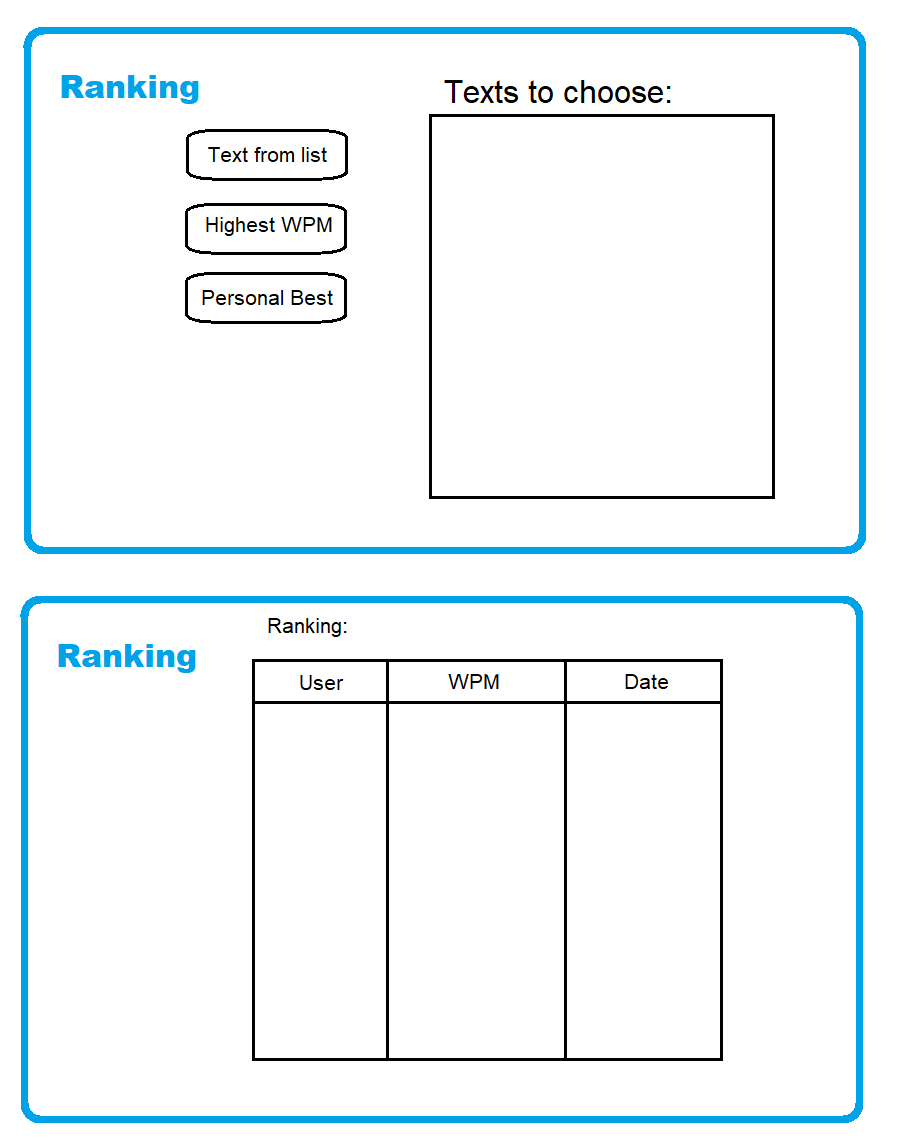 Ranking
Texts to choose:
Text from list
Highest WPM
Personal Best
Ranking:
Ranking
User WPM Date